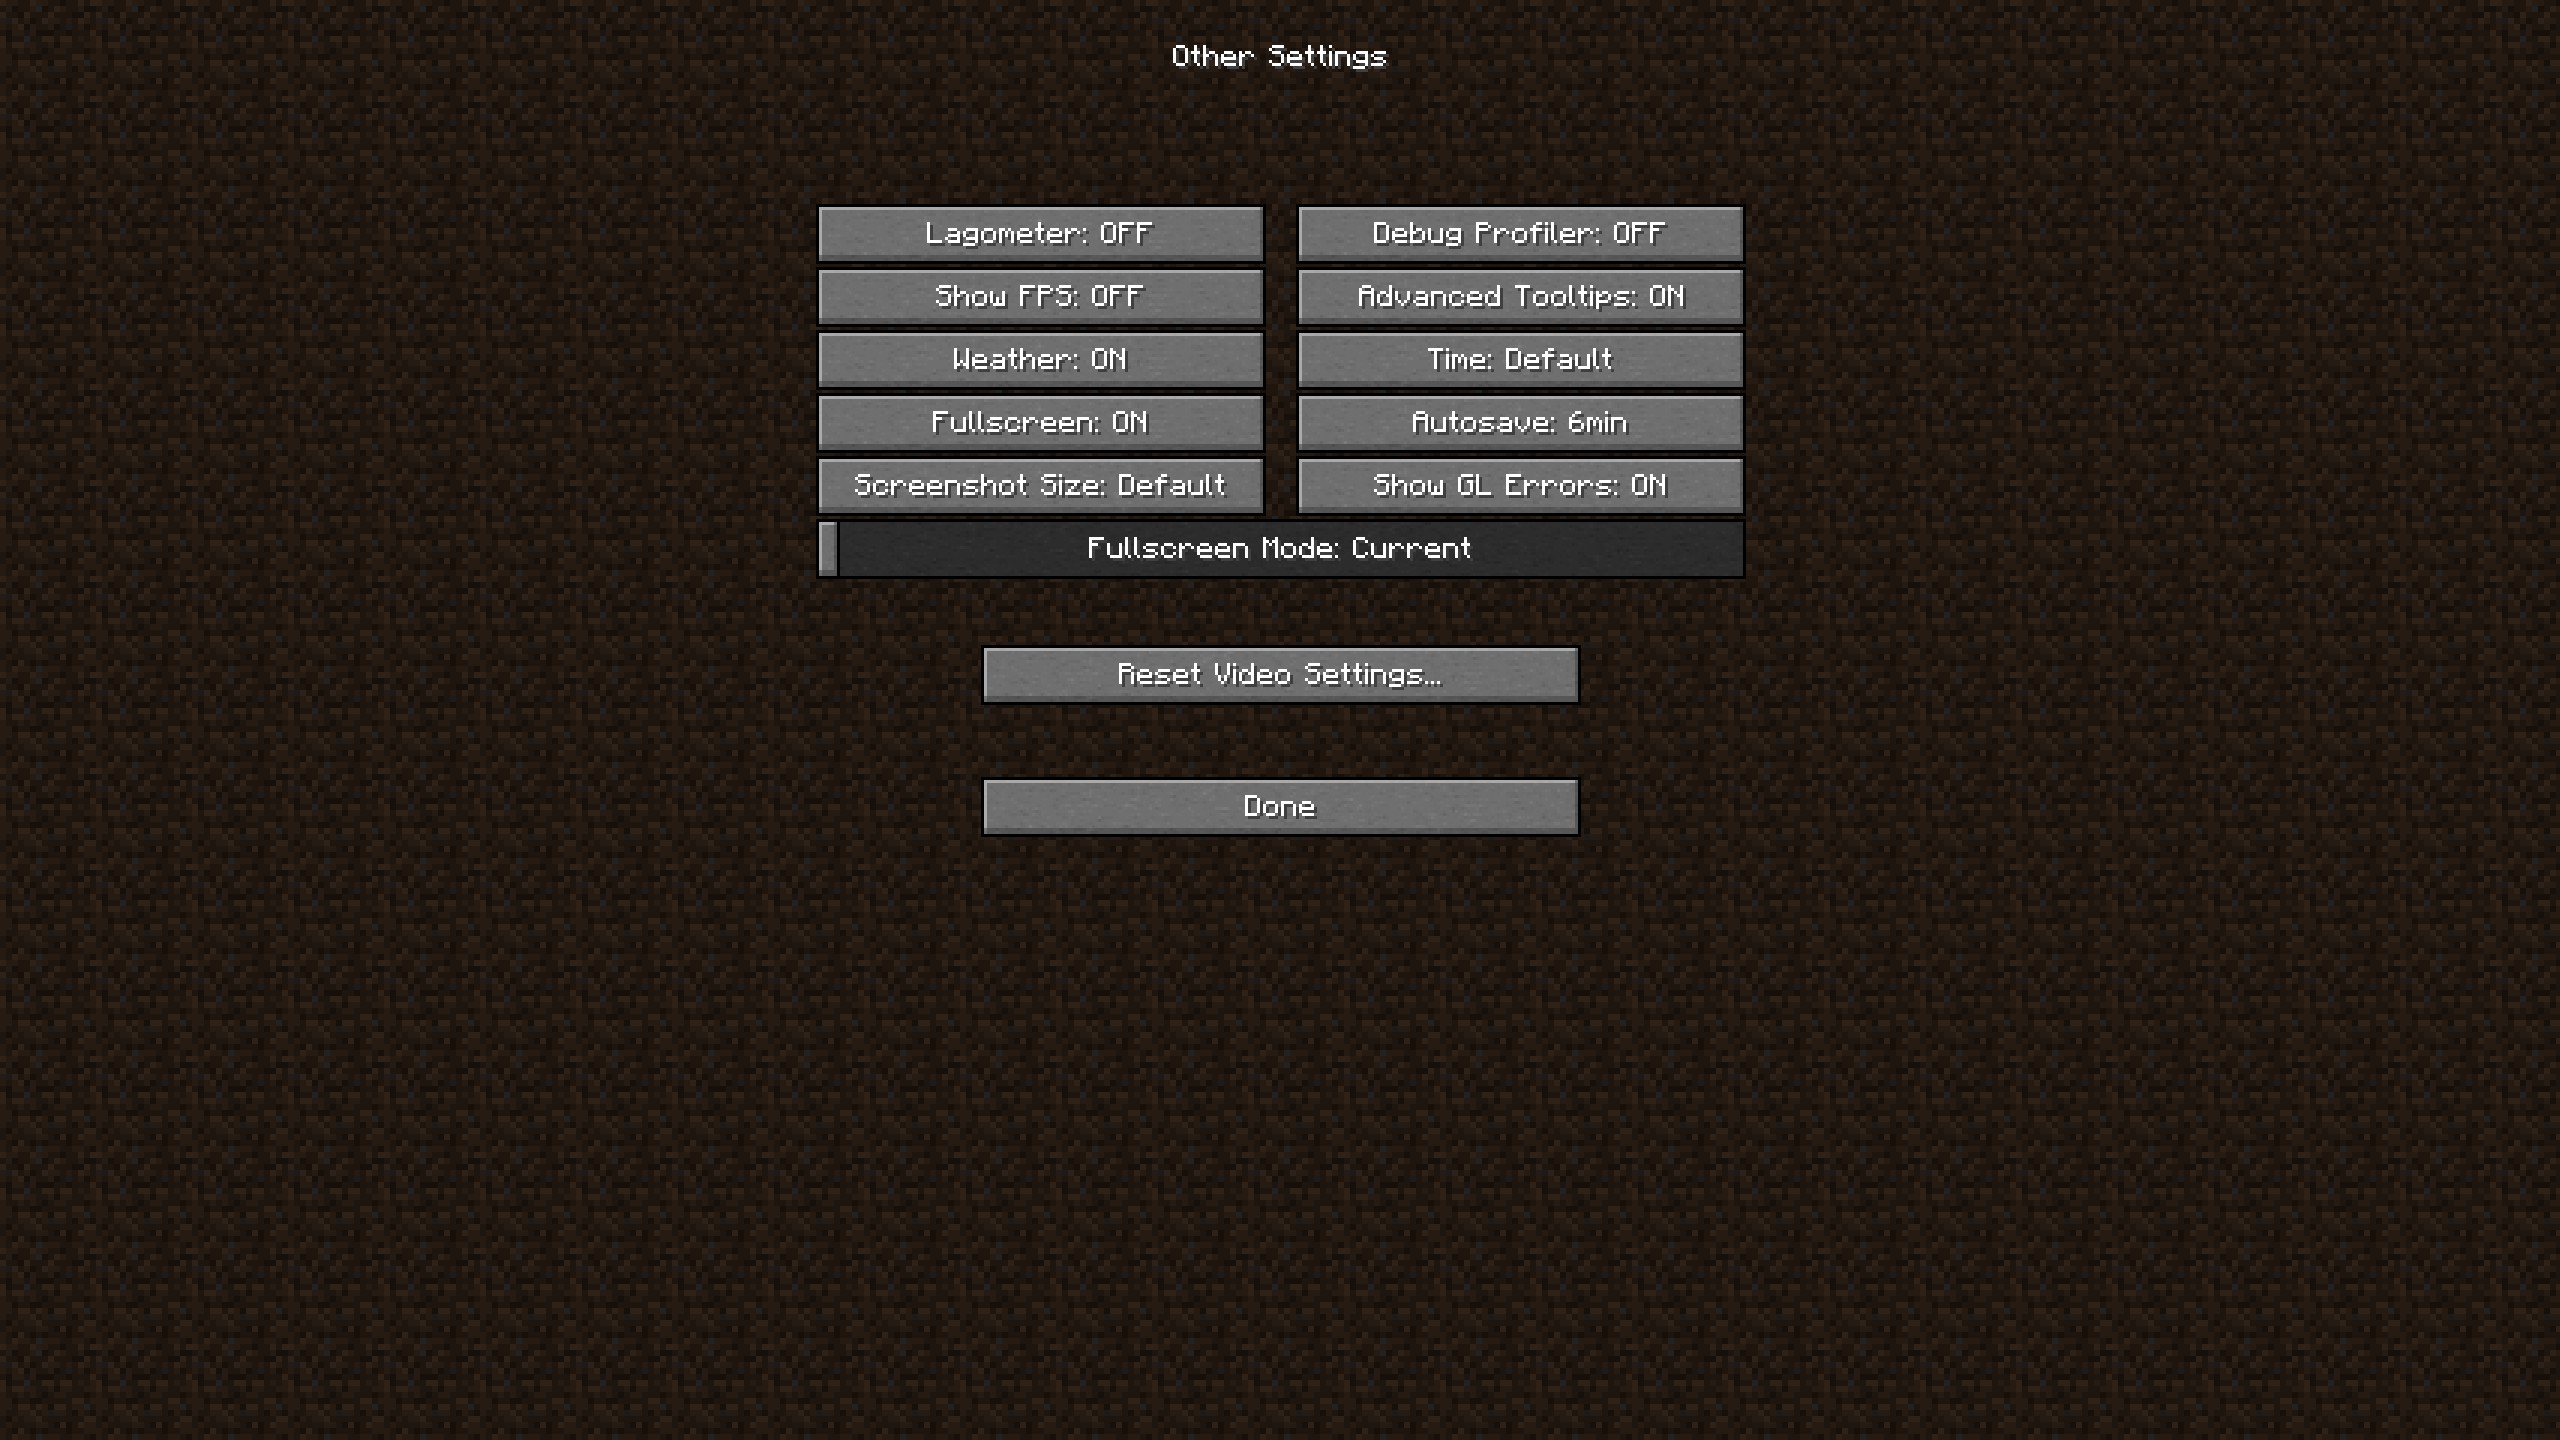 Other Settings
Lagometer: OFF
Debug Profiler: OFF
Show FPS: OFF
Advanced Tooltips: ON
Weather: ON
Time: Default
Fullscreen: ON
Autosave: 6min
Screenshot Size: Default
Show GL Errors: ON
Fullscreen Mode: Current
Reset Video Settings...
Done